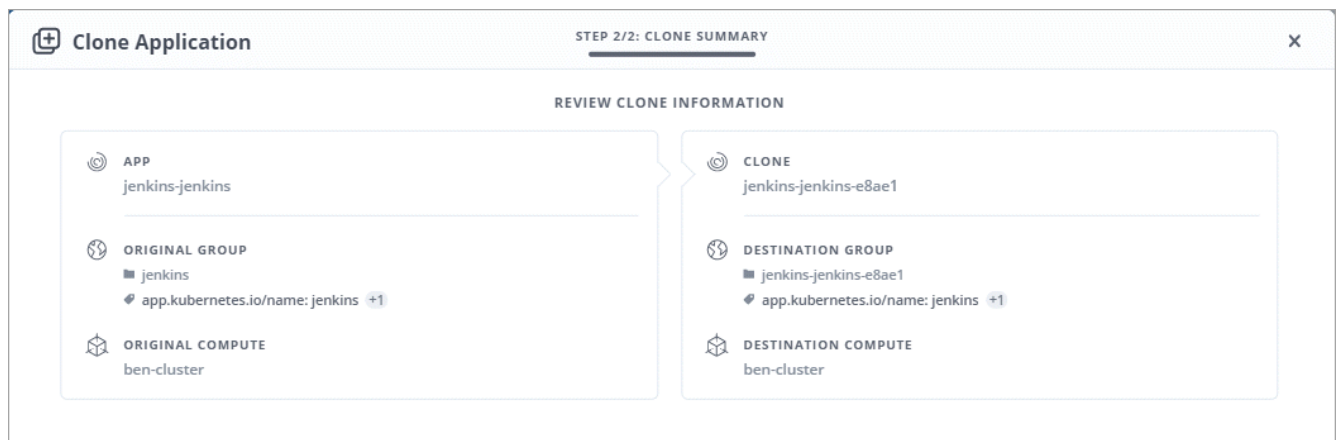 Clone Application
STEP 2/2: CLONE SUMMARY
REVIEW CLONE INFORMATION
APP
jenkins-jenkins
ORIGINAL GROUP
jenkins
app.kubernetes.io/name: jenkins +1
ORIGINAL COMPUTE
ben-cluster
CLONE
jenkins-jenkins-e8ae1
DESTINATION GROUP
jenkins-jenkins-e8ae1
app.kubernetes.io/name: jenkins +1
DESTINATION COMPUTE
ben-cluster